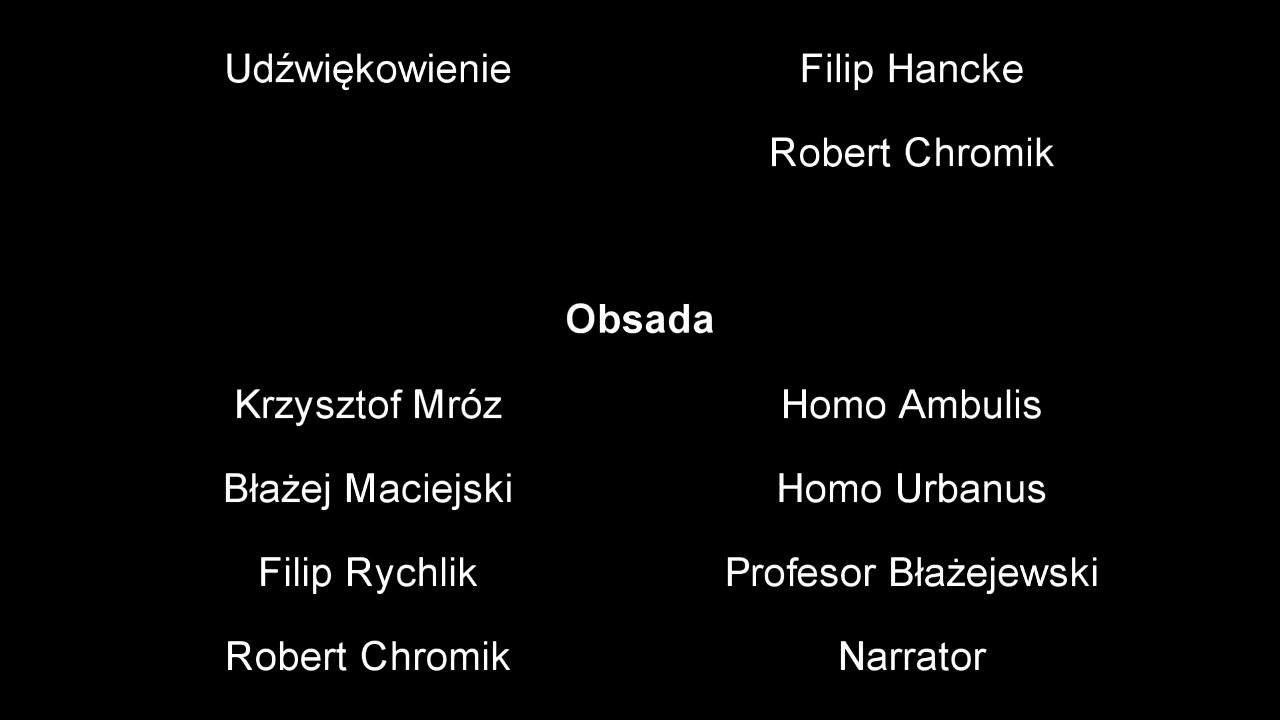 Udźwiękowienie Filip Hancke
Robert Chromik
Obsada
Krzysztof Mróz Homo Ambulis
Błażej Maciejski Homo Urbanus
Filip Rychlik Profesor Błażejewski
Robert Chromik Narrator